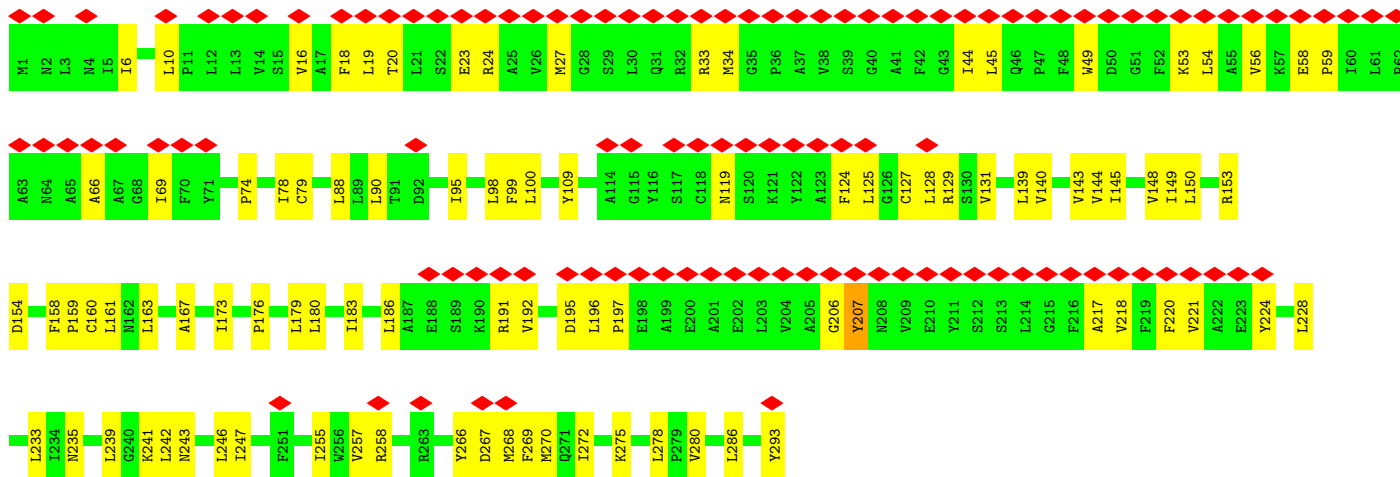 M1 N2 L3 N4 I5 I6 L10 P11 L12 L13 V14 S15 V16 A17 F18 L19 T20 L21 S22 E23 R24 A25 V26 M27 G28 S29 L30 Q31 R32 R33 M34 G35 P36 A37 V38 S39 G40 A41 F42 G43 I44 L45 Q46 P47 F48 W49 D50 G51 F52 K53 L54 A55 V56 K57 E58 P59 I60 L61
A63 N64 A65 A66 A67 G68 I69 F70 Y71 P74 I78 C79 L88 L89 L90 T91 D92 I95 L98 F99 L100 Y109 A114 G115 Y116 S117 C118 N119 S120 K121 Y122 A123 F124 L125 G126 C127 L128 R129 S130 V131 L139 V140 V143 V144 I145 V148 I149 L150 R153
D154 F158 P159 C160 L161 N162 L163 A167 I173 P176 L179 L180 I183 L186 A187 E188 S189 K190 R191 V192 D195 L196 P197 E198 A199 E200 A201 E202 L203 V204 A205 G206 Y207 N208 V209 E210 Y211 S212 S213 L214 G215 F216 A217 V218 F219 F220 V221 A222 E223 Y224 L228
L233 I234 N235 L239 G240 K241 L242 N243 L246 I247 F251 I255 W256 V257 R258 R263 Y266 D267 M268 F269 M270 Q271 I272 K275 L278 P279 V280 L286 Y293